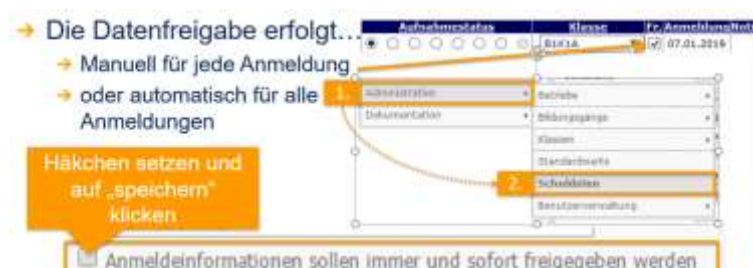 Die Datenfreigabe erfolgt…
Manuell für jede Anmeldung
oder automatisch für alle
Anmeldungen
Häkchen setzen und
auf „speichern“
klicken
Aufnahmestatus Klasse Fr. Anmeldung
07.01.2019
1. Administration
Dokumentation
Betriebe
Bildungsgänge
Klassen
Standardwerte
2. Schuldaten
Benutzerverwaltung
Anmeldeinformationen sollen immer und sofort freigegeben werden